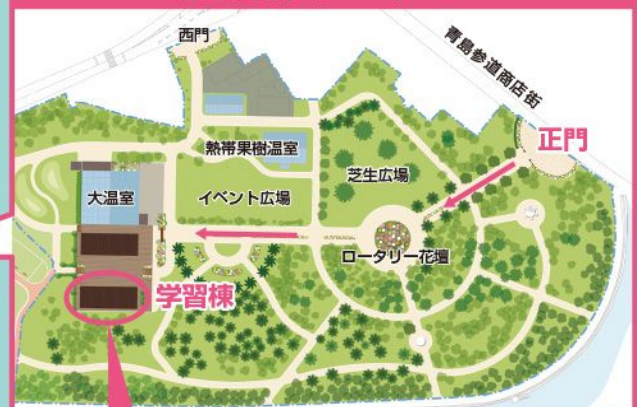 西門
青島参道商店街
正門
熱帯果樹温室
芝生広場
大温室
イベント広場
ロータリー花壇
学習棟